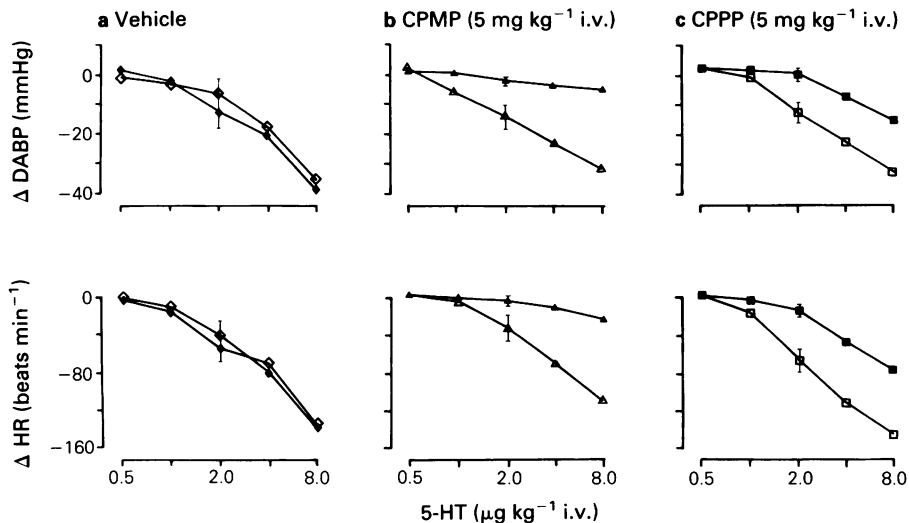 a Vehicle
b CPMP (5 mg kg⁻¹ i.v.)
c CPPP (5 mg kg⁻¹ i.v.)
Δ DABP (mmHg)
0
−20
−40
Δ HR (beats min⁻¹)
0
−80
−160
0.5 2.0 8.0
0.5 2.0 8.0
0.5 2.0 8.0
5-HT (μg kg⁻¹ i.v.)